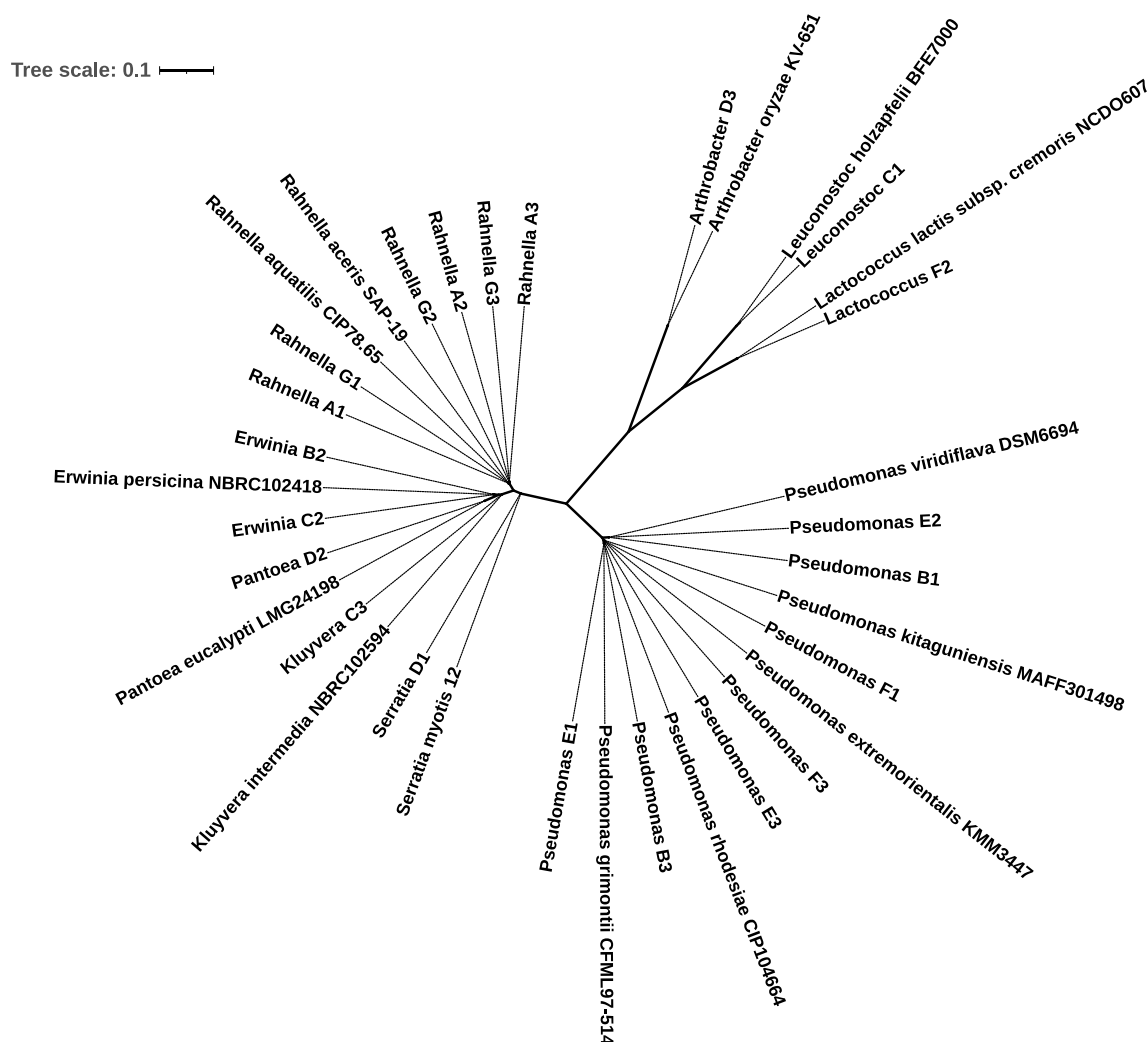 Tree scale: 0.1
Arthrobacter D3
Arthrobacter oryzae KV-651
Leuconostoc holzapfelii BFE7000
Leuconostoc C1
Lactococcus lactis subsp. cremoris NCDO607
Lactococcus F2
Pseudomonas viridiflava DSM6694
Pseudomonas E2
Pseudomonas B1
Pseudomonas kitaguniensis MAFF301498
Pseudomonas F1
Pseudomonas extremorientalis KMM3447
Pseudomonas F3
Pseudomonas E3
Pseudomonas rhodesiae CIP104664
Pseudomonas B3
Pseudomonas grimontii CFML97-514
Pseudomonas E1
Serratia myotis 12
Serratia D1
Kluyvera intermedia NBRC102594
Kluyvera C3
Pantoea eucalypti LMG24198
Pantoea D2
Erwinia C2
Erwinia persicina NBRC102418
Erwinia B2
Rahnella A1
Rahnella G1
Rahnella aquatilis CIP78.65
Rahnella aceris SAP-19
Rahnella G2
Rahnella A2
Rahnella G3
Rahnella A3